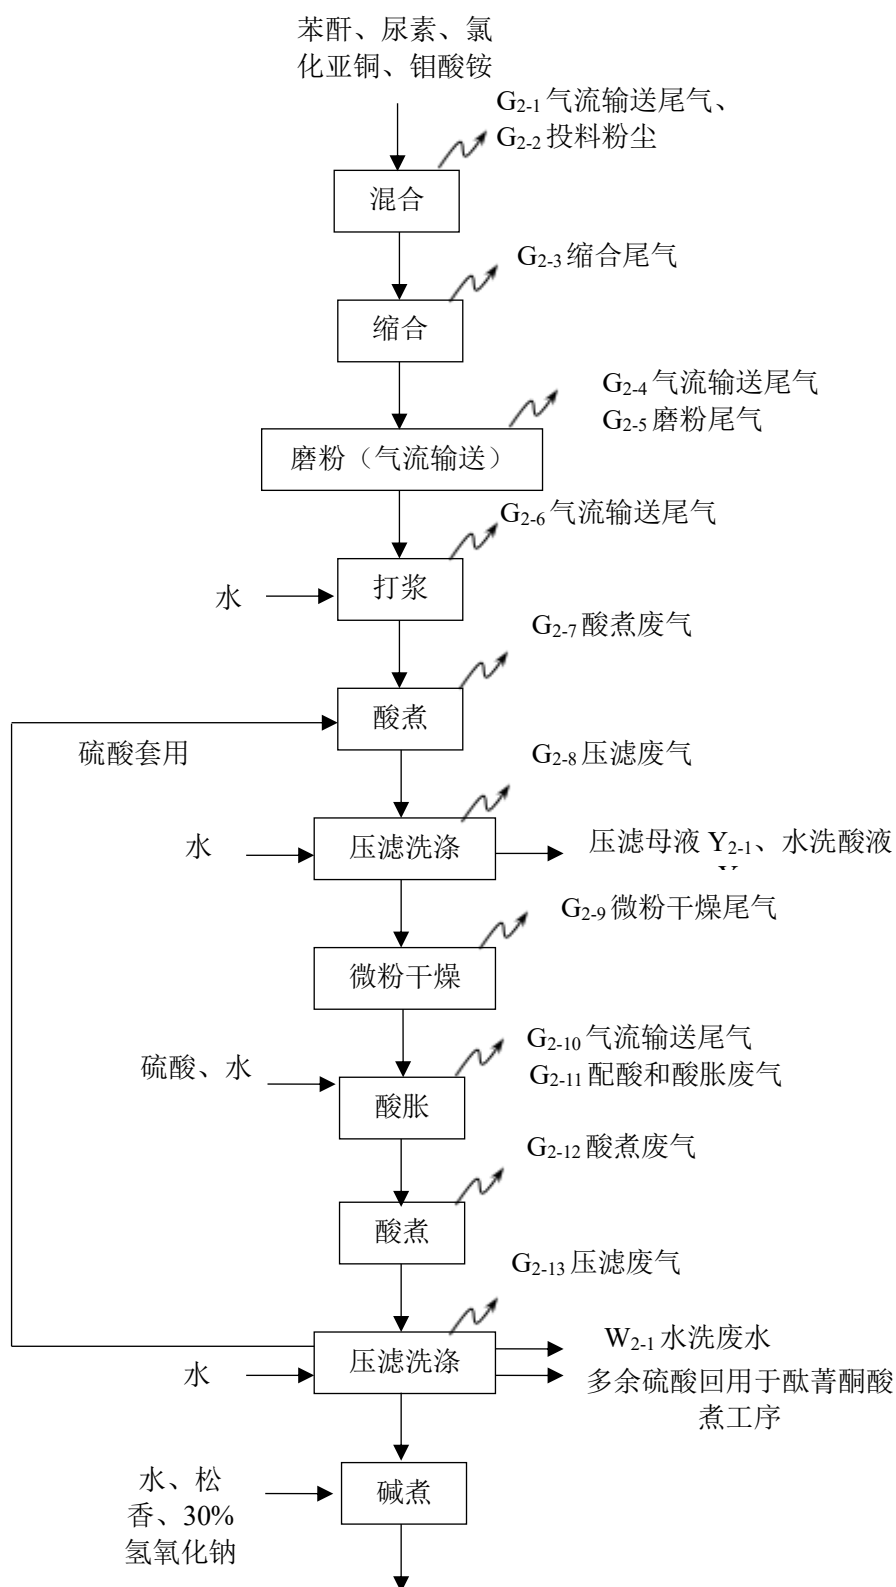 苯酐、尿素、氯
化亚铜、钼酸铵
G2-1 气流输送尾气、
G2-2 投料粉尘
混合
G2-3 缩合尾气
缩合
G2-4 气流输送尾气
G2-5 磨粉尾气
磨粉（气流输送）
G2-6 气流输送尾气
水
打浆
G2-7 酸煮废气
酸煮
硫酸套用
G2-8 压滤废气
水
压滤洗涤
压滤母液 Y2-1、水洗酸液
G2-9 微粉干燥尾气
微粉干燥
G2-10 气流输送尾气
G2-11 配酸和酸胀废气
硫酸、水
酸胀
G2-12 酸煮废气
酸煮
G2-13 压滤废气
水
压滤洗涤
W2-1 水洗废水
多余硫酸回用于酞菁酮酸
煮工序
水、松
香、30%
氢氧化钠
碱煮